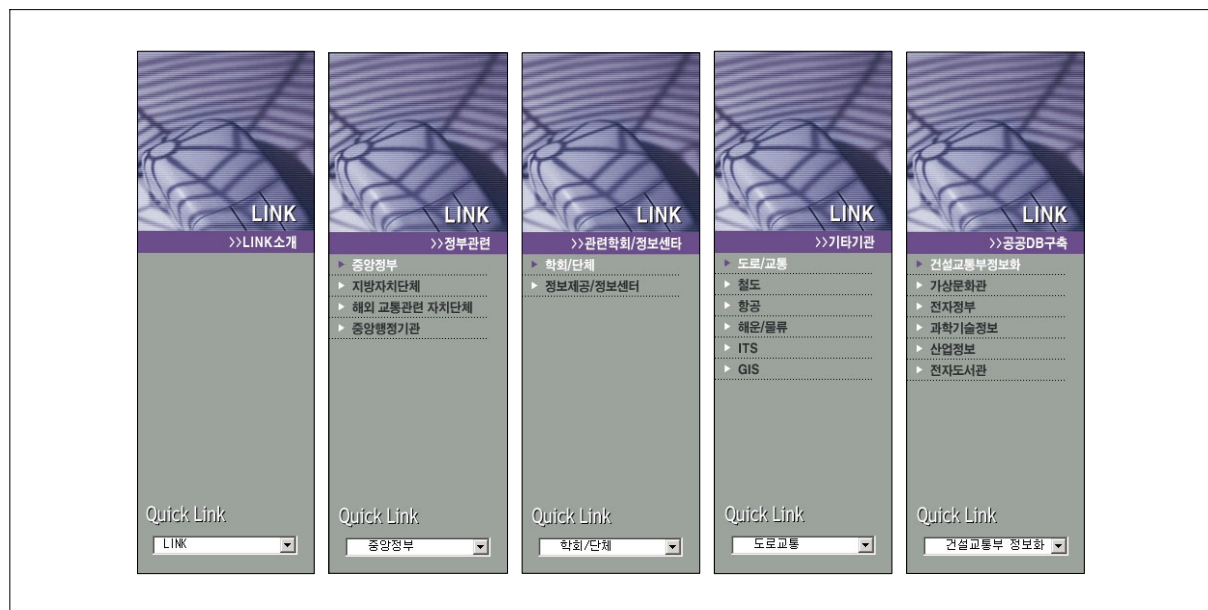 LINK
>>LINK소개
Quick Link
LINK
LINK
>>정부관련
중앙정부
지방자치단체
해외 교통관련 자치단체
중앙행정기관
Quick Link
중앙정부
LINK
>>관련학회/정보센타
학회/단체
정보제공/정보센터
Quick Link
학회/단체
LINK
>>기타기관
도로/교통
철도
항공
해운/물류
ITS
GIS
Quick Link
도로교통
LINK
>>공공DB구축
건설교통부정보화
가상문화관
전자정부
과학기술정보
산업정보
전자도서관
Quick Link
건설교통부 정보화